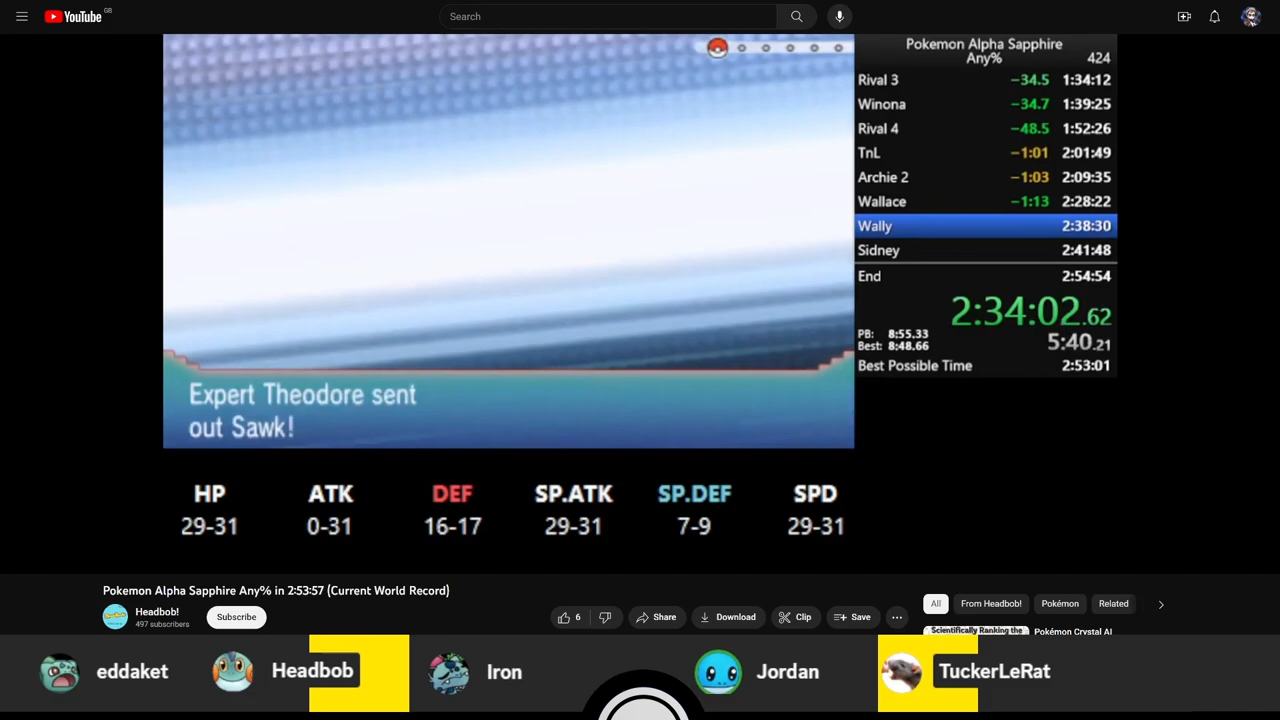 YouTube GB
Search
Pokemon Alpha Sapphire
Any% 424
Rival 3 −34.5 1:34:12
Winona −34.7 1:39:25
Rival 4 −48.5 1:52:26
TnL −1:01 2:01:49
Archie 2 −1:03 2:09:35
Wallace −1:13 2:28:22
Wally 2:38:30
Sidney 2:41:48
End 2:54:54
2:34:02.62
PB: 8:55.33
Best: 8:48.66
5:40.21
Best Possible Time 2:53:01
Expert Theodore sent
out Sawk!
HP ATK DEF SP.ATK SP.DEF SPD
29-31 0-31 16-17 29-31 7-9 29-31
Pokemon Alpha Sapphire Any% in 2:53:57 (Current World Record)
Headbob!
497 subscribers
Subscribe
6 Share Download Clip Save
All From Headbob! Pokémon Related
Scientifically Ranking the Pokémon Crystal AI
eddaket Headbob Iron Jordan TuckerLeRat